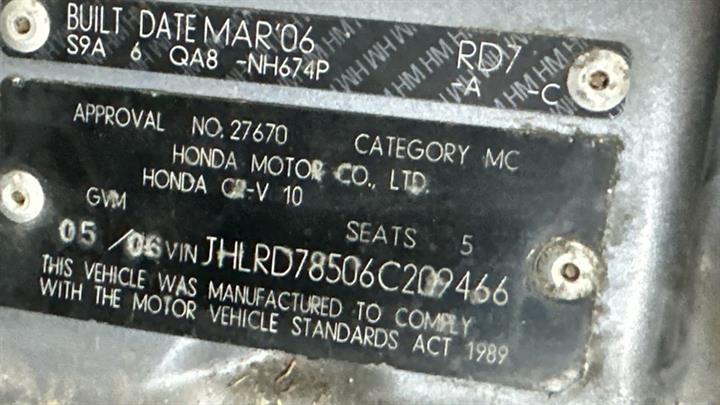 BUILT DATE MAR'06
S9A 6 QA8 -NH674P RD7
A -C
APPROVAL NO. 27670 CATEGORY MC
HONDA MOTOR CO., LTD.
HONDA CR-V 10
GVM SEATS 5
05/06 VIN JHLRD78506C209466
THIS VEHICLE WAS MANUFACTURED TO COMPLY
WITH THE MOTOR VEHICLE STANDARDS ACT 1989